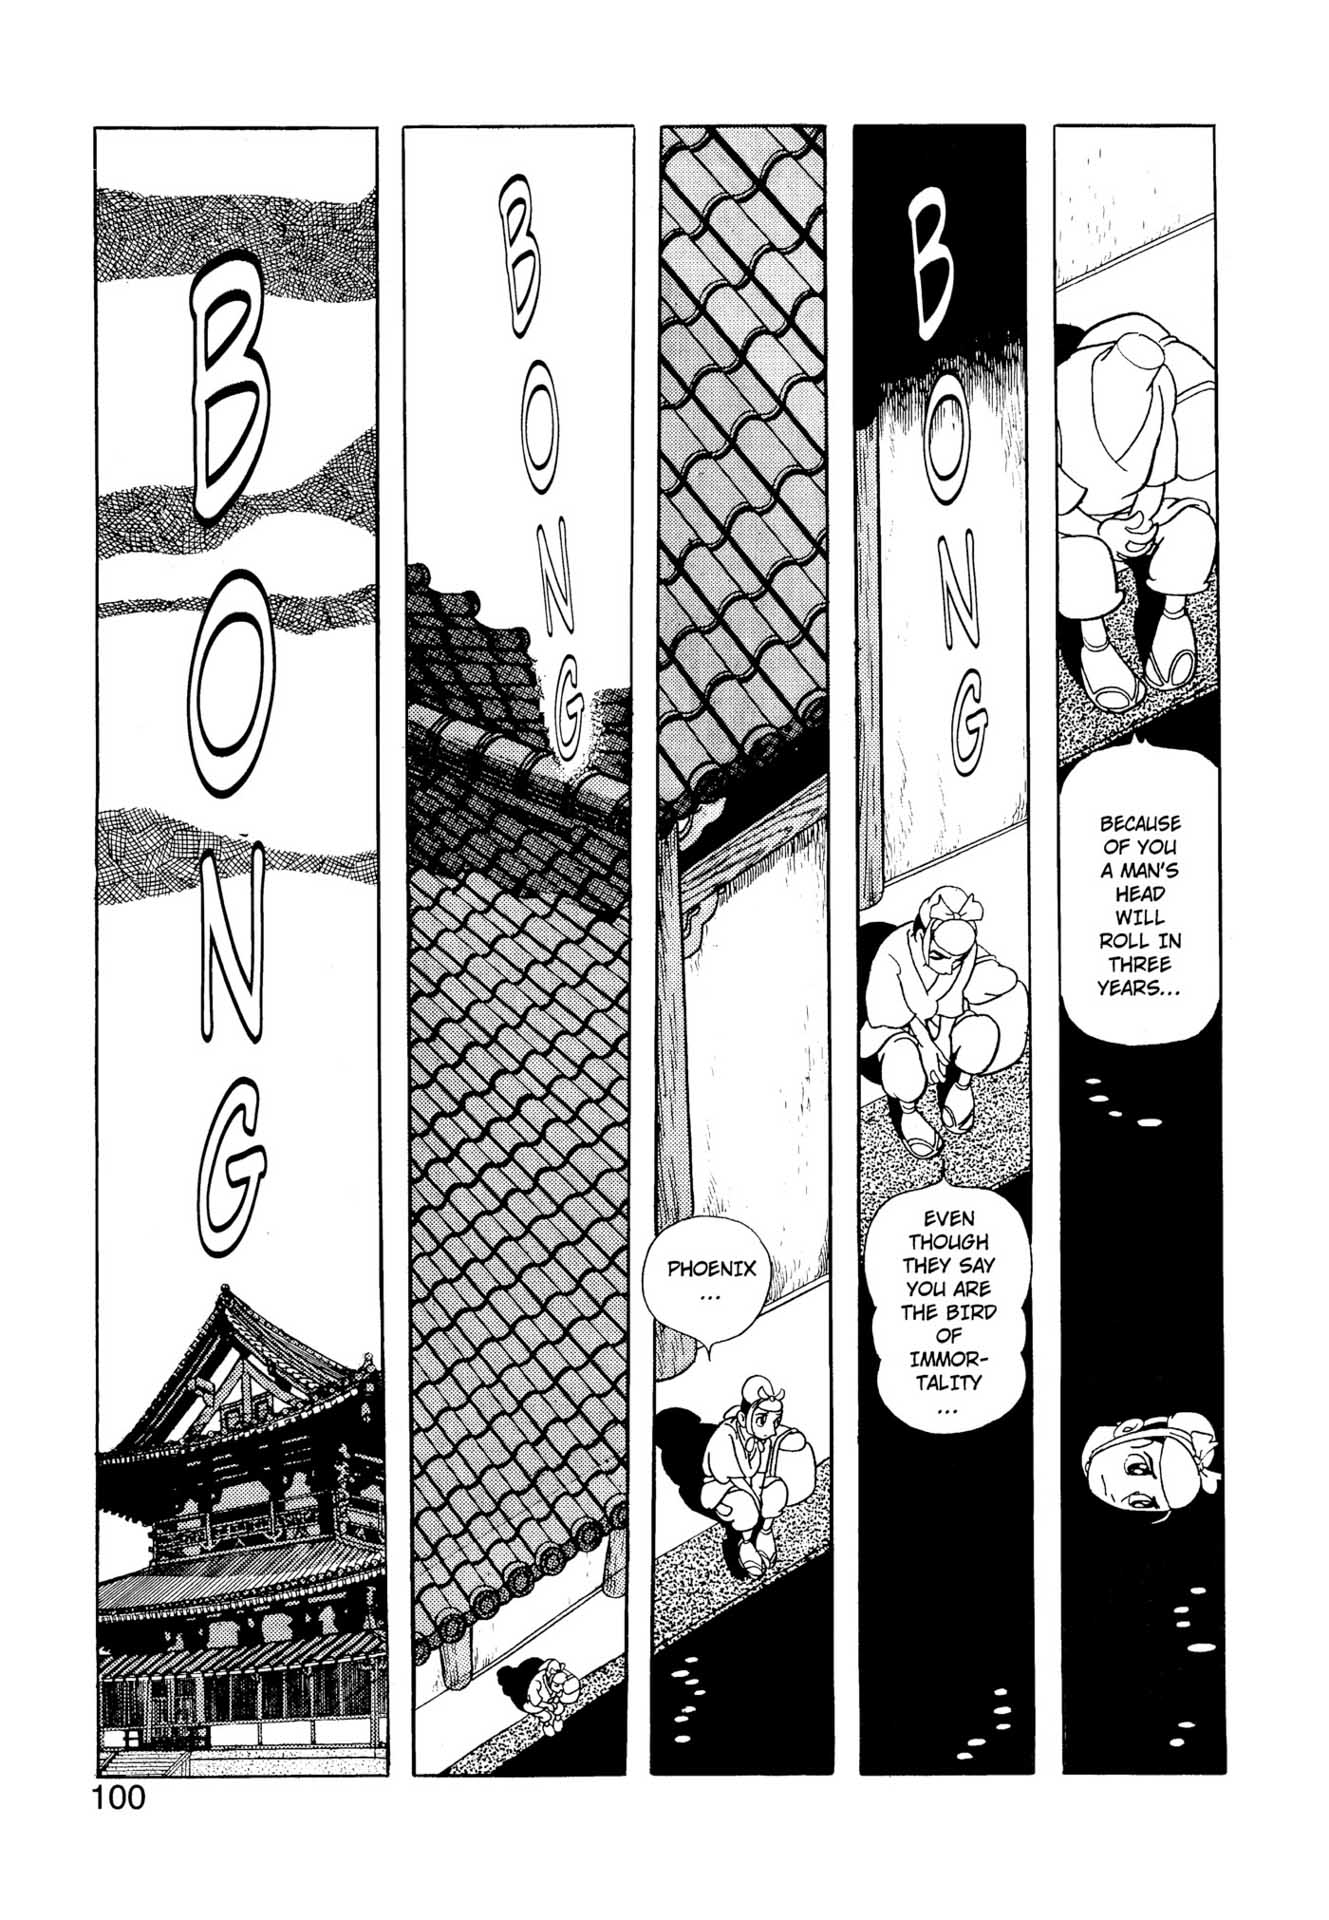 BONG
BONG
PHOENIX
...
BONG
EVEN
THOUGH
THEY SAY
YOU ARE
THE BIRD
OF
IMMOR-
TALITY
...
BECAUSE
OF YOU
A MAN'S
HEAD
WILL
ROLL IN
THREE
YEARS...
100